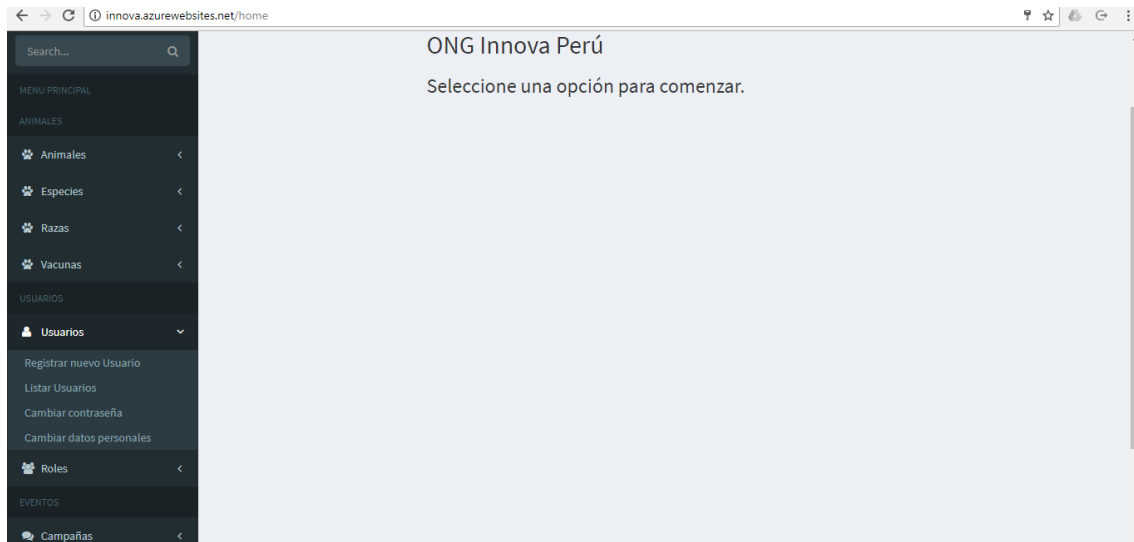 innova.azurewebsites.net/home
Search...
MENU PRINCIPAL
ANIMALES
Animales
Especies
Razas
Vacunas
USUARIOS
Usuarios
Registrar nuevo Usuario
Listar Usuarios
Cambiar contraseña
Cambiar datos personales
Roles
EVENTOS
Campañas
ONG Innova Perú
Seleccione una opción para comenzar.